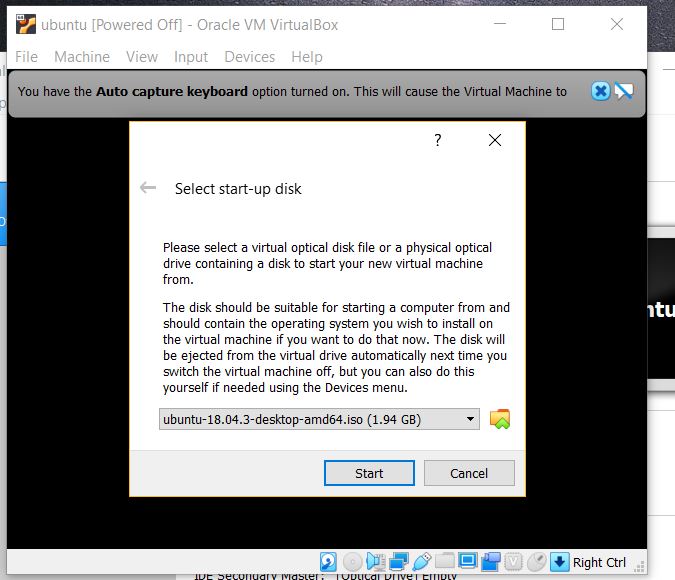 ubuntu [Powered Off] - Oracle VM VirtualBox
File Machine View Input Devices Help
You have the Auto capture keyboard option turned on. This will cause the Virtual Machine to
?
Select start-up disk
Please select a virtual optical disk file or a physical optical
drive containing a disk to start your new virtual machine
from.
The disk should be suitable for starting a computer from and
should contain the operating system you wish to install on
the virtual machine if you want to do that now. The disk will
be ejected from the virtual drive automatically next time you
switch the virtual machine off, but you can also do this
yourself if needed using the Devices menu.
ubuntu-18.04.3-desktop-amd64.iso (1.94 GB)
Start Cancel
Right Ctrl
IDE Secondary Master: [Optical Drive] Empty